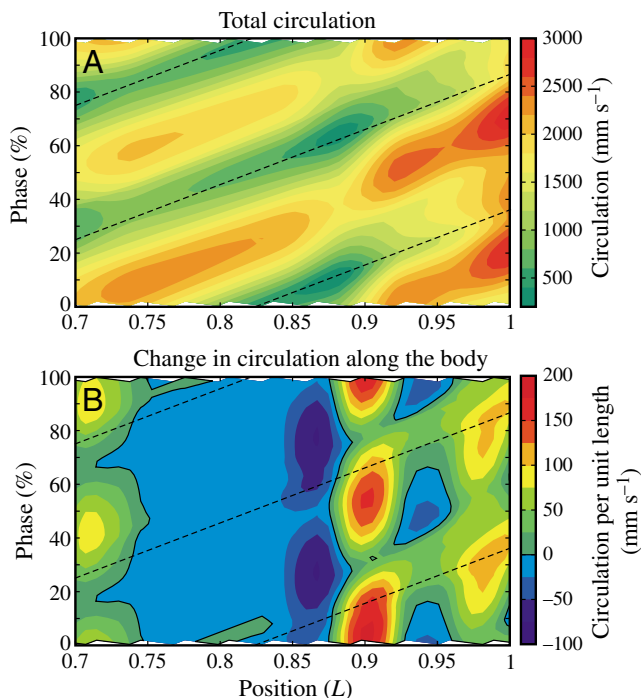 Total circulation
A
100
80
60
40
20
0
Phase (%)
0.7 0.75 0.8 0.85 0.9 0.95 1
3000
2500
2000
1500
1000
500
Circulation (mm s−1)
Change in circulation along the body
B
100
80
60
40
20
0
Phase (%)
0.7 0.75 0.8 0.85 0.9 0.95 1
Position (L)
200
150
100
50
0
−50
−100
Circulation per unit length
(mm s−1)